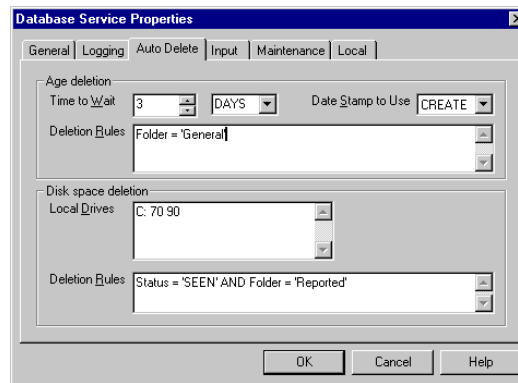 Database Service Properties
General Logging Auto Delete Input Maintenance Local
Age deletion
Time to Wait 3 DAYS Date Stamp to Use CREATE
Deletion Rules Folder = 'General'
Disk space deletion
Local Drives C: 70 90
Deletion Rules Status = 'SEEN' AND Folder = 'Reported'
OK Cancel Help